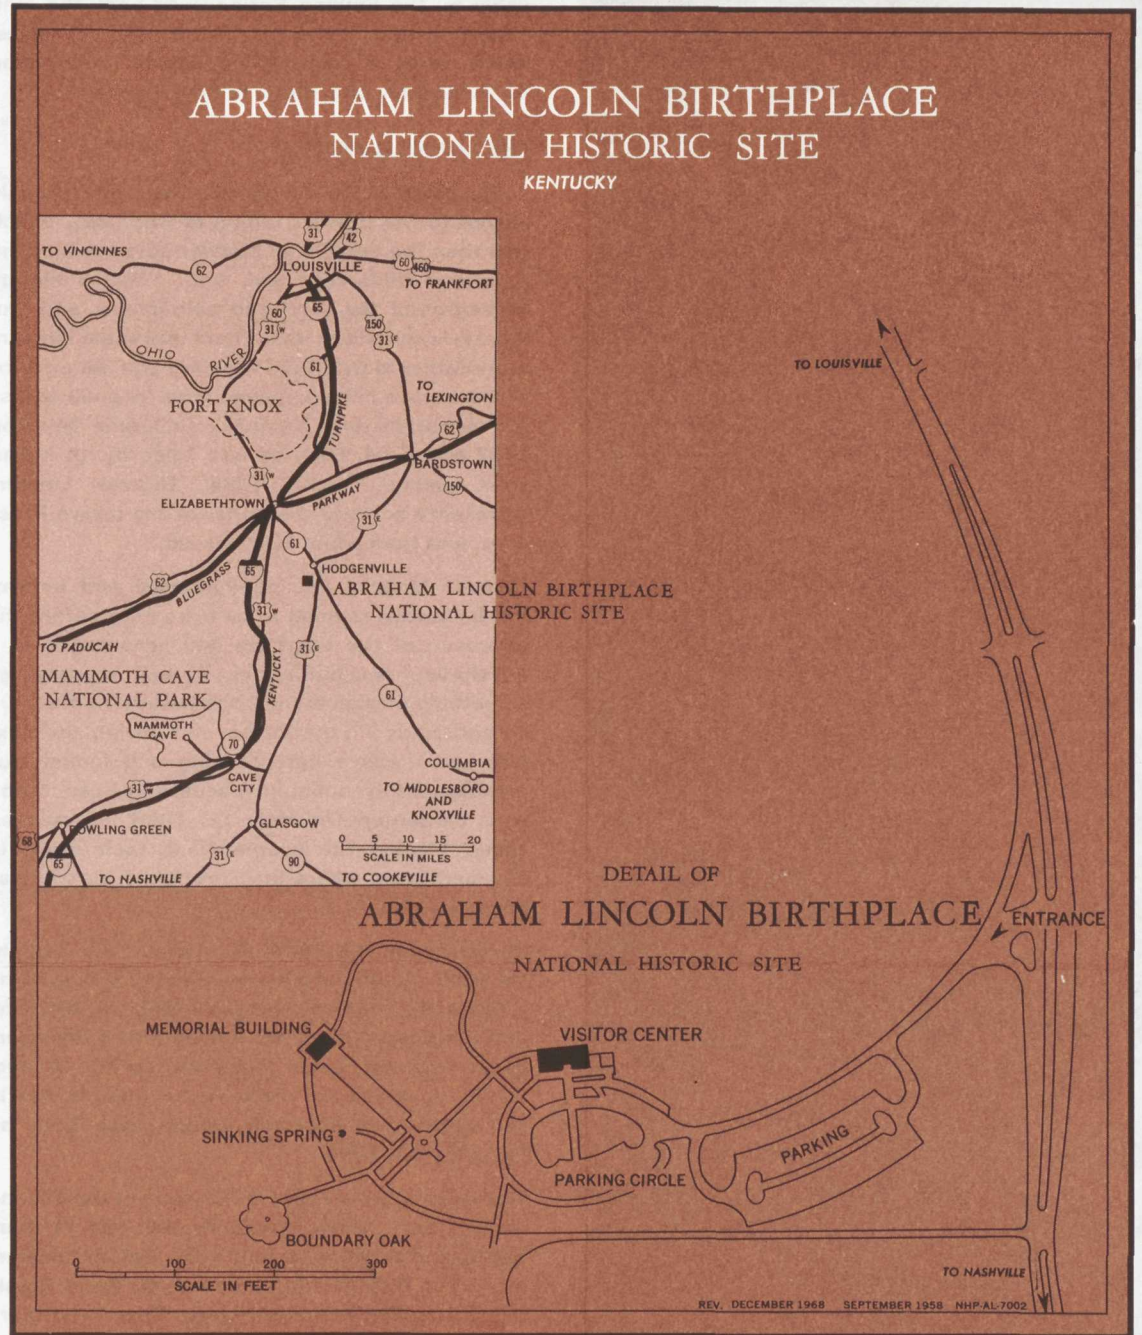 ABRAHAM LINCOLN BIRTHPLACE
NATIONAL HISTORIC SITE
KENTUCKY
31
42
TO VINCINNES
62
LOUISVILLE
60
460
TO FRANKFORT
60
31W
65
150
31E
OHIO RIVER
61
TO
LEXINGTON
FORT KNOX
TURNPIKE
62
31W
BARDSTOWN
150
ELIZABETHTOWN
PARKWAY
31E
61
HODGENVILLE
62
BLUEGRASS
65
ABRAHAM LINCOLN BIRTHPLACE
NATIONAL HISTORIC SITE
31W
TO PADUCAH
31E
KENTUCKY
MAMMOTH CAVE
NATIONAL PARK
61
MAMMOTH
CAVE
70
CAVE
CITY
COLUMBIA
TO MIDDLESBORO
AND
KNOXVILLE
31W
68
BOWLING GREEN
GLASGOW
0 5 10 15 20
SCALE IN MILES
65
31E
90
TO NASHVILLE
TO COOKEVILLE
TO LOUISVILLE
DETAIL OF
ABRAHAM LINCOLN BIRTHPLACE
NATIONAL HISTORIC SITE
ENTRANCE
MEMORIAL BUILDING
VISITOR CENTER
SINKING SPRING
PARKING
PARKING CIRCLE
BOUNDARY OAK
0 100 200 300
SCALE IN FEET
TO NASHVILLE
REV. DECEMBER 1968 SEPTEMBER 1958 NHP-AL-7002